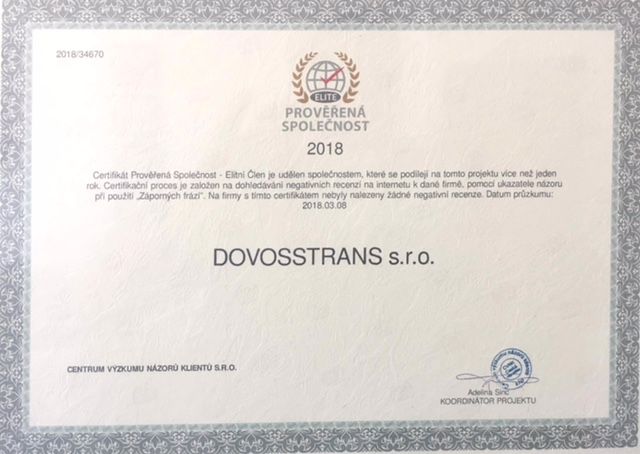 2018/34670
ELITE
PROVĚŘENÁ
SPOLEČNOST
2018
Certifikát Prověřená Společnost - Elitní Člen je udělen společnostem, které se podílejí na tomto projektu více než jeden
rok. Certifikační proces je založen na dohledávání negativních recenzí na internetu k dané firmě, pomocí ukazatele názoru
při použití „Záporných frází". Na firmy s tímto certifikátem nebyly nalezeny žádné negativní recenze. Datum průzkumu:
2018.03.08
DOVOSSTRANS s.r.o.
CENTRUM VÝZKUMU NÁZORŮ KLIENTŮ S.R.O.
Adelina
KOORDINÁTOR PROJEKTU